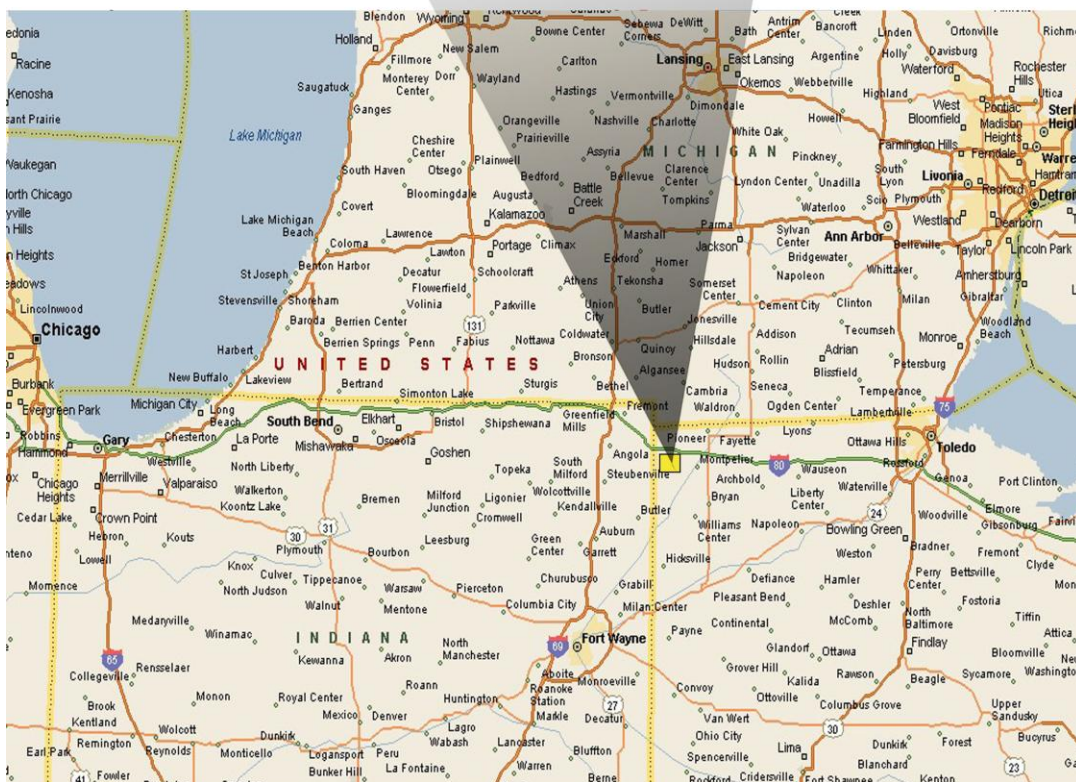 Blendon
Wyoming
Kentwood
Sebewa Corners
DeWitt
Bath Center
Antrim Center
Bancroft
Linden
Ortonville
Holland
New Salem
Bowne Center
Lansing
East Lansing
Argentine
Holly
Davisburg
Racine
Fillmore
Dorr
Carlton
Okemos
Webberville
Waterford
Rochester Hills
Kenosha
Monterey Center
Wayland
Hastings
Vermontville
Dimondale
Highland
Utica
Saugatuck
Ganges
Orangeville
Nashville
Charlotte
Howell
West Bloomfield
Pontiac
Madison Heights
Lake Michigan
Prairieville
White Oak
Waukegan
Cheshire Center
Plainwell
Assyria
MICHIGAN
Pinckney
Farmington Hills
Ferndale
North Chicago
South Haven
Otsego
Bedford
Bellevue
Clarence Center
Lyndon Center
Unadilla
South Lyon
Livonia
Redford
Bloomingdale
Augusta
Battle Creek
Tompkins
Waterloo
Scio
Plymouth
Detroit
Covert
Kalamazoo
Parma
Westland
Dearborn
Lake Michigan Beach
Lawrence
Portage
Climax
Marshall
Jackson
Sylvan Center
Ann Arbor
Belleville
Taylor
Lincoln Park
Coloma
Lawton
Eckford
Homer
Bridgewater
Benton Harbor
Decatur
Schoolcraft
Athens
Tekonsha
Somerset Center
Napoleon
Whittaker
Amherstburg
St Joseph
Flowerfield
Stevensville
Shoreham
Volinia
Parkville
Union City
Butler
Cement City
Clinton
Milan
Gibraltar
Lincolnwood
Chicago
Baroda
Berrien Center
131
Coldwater
Jonesville
Addison
Tecumseh
Monroe
Woodland Beach
Berrien Springs
Penn
Fabius
Nottawa
Hillsdale
Harbert
Bronson
Quincy
Hudson
Rollin
Adrian
Petersburg
UNITED STATES
Algansee
Blissfield
New Buffalo
Lakeview
Bertrand
Sturgis
Bethel
Cambria
Seneca
Temperance
Burbank
Simonton Lake
Evergreen Park
Michigan City
Long Beach
Elkhart
Bristol
Shipshewana
Greenfield Mills
Fremont
Waldron
Ogden Center
Lambertville
75
Robbins
Gary
Chesterton
South Bend
Pioneer
Fayette
Lyons
Ottawa Hills
Toledo
Hammond
La Porte
Mishawaka
Osceola
Goshen
Angola
Montpelier
80
Wauseon
Rossford
Westville
North Liberty
Topeka
South Milford
Steubenville
Archbold
Genoa
Port Clinton
Chicago Heights
Merrillville
Valparaiso
Walkerton
Bremen
Milford Junction
Ligonier
Wolcottville
Bryan
Liberty Center
Waterville
Elmore
Koontz Lake
Kendallville
Cedar Lake
Crown Point
Cromwell
Butler
24
Woodville
Gibsonburg
Hebron
Kouts
30
31
Leesburg
Green Center
Auburn
Williams Center
Napoleon
Bowling Green
Lowell
Plymouth
Bourbon
Garrett
Hicksville
Weston
Bradner
Fremont
Knox
Culver
Churubusco
Clyde
Momence
North Judson
Tippecanoe
Warsaw
Pierceton
Grabill
Defiance
Hamler
Perry Center
Bettsville
Walnut
Mentone
Columbia City
Milan Center
Pleasant Bend
Deshler
Fostoria
Medaryville
Winamac
INDIANA
North Manchester
Fort Wayne
Payne
Continental
McComb
North Baltimore
Tiffin
Attica
65
Rensselaer
Kewanna
Akron
69
Glandorf
Ottawa
Findlay
Bloomville
Collegeville
Aboite
Monroeville
Grover Hill
Kalida
Rawson
Sycamore
Washington
Monon
Royal Center
Roann
Huntington
Roanoke Station
Convoy
Ottoville
Beagle
Brook
Kentland
Mexico
Denver
Markle
27
Decatur
Columbus Grove
Upper Sandusky
Wolcott
Lagro
Van Wert
30
Remington
Dunkirk
Wabash
Lancaster
Ohio City
Lima
Dunkirk
Forest
Bucyrus
Earl Park
Reynolds
Monticello
Logansport
Peru
Bluffton
Spencerville
Blanchard
41
Fowler
Bunker Hill
La Fontaine
Warren
Berne
Rockford
Cridersville
Fort Shawnee
Kenton
23